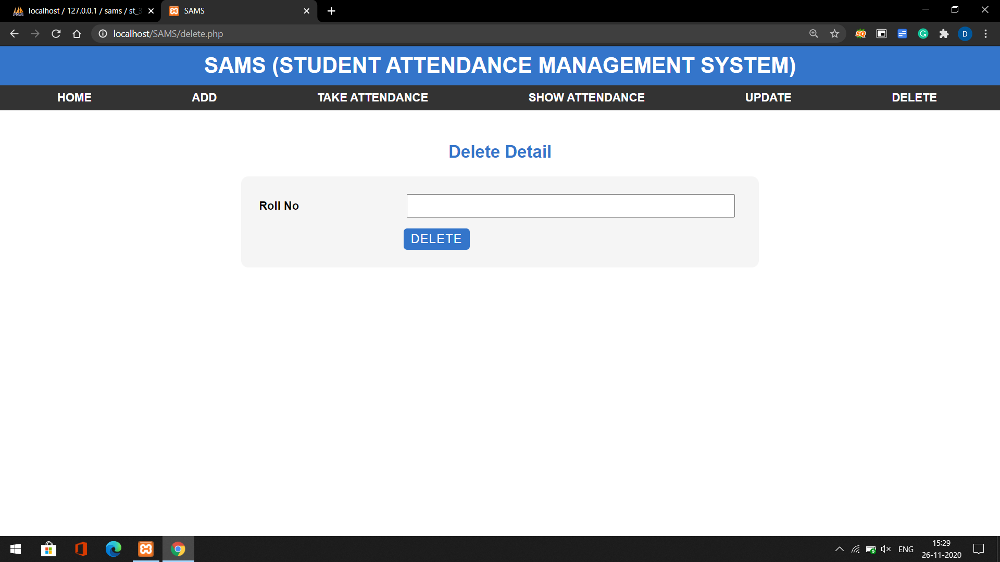 localhost / 127.0.0.1 / sams / st_3
SAMS
localhost/SAMS/delete.php
D
SAMS (STUDENT ATTENDANCE MANAGEMENT SYSTEM)
HOME ADD TAKE ATTENDANCE SHOW ATTENDANCE UPDATE DELETE
Delete Detail
Roll No
DELETE
ENG
15:29
26-11-2020